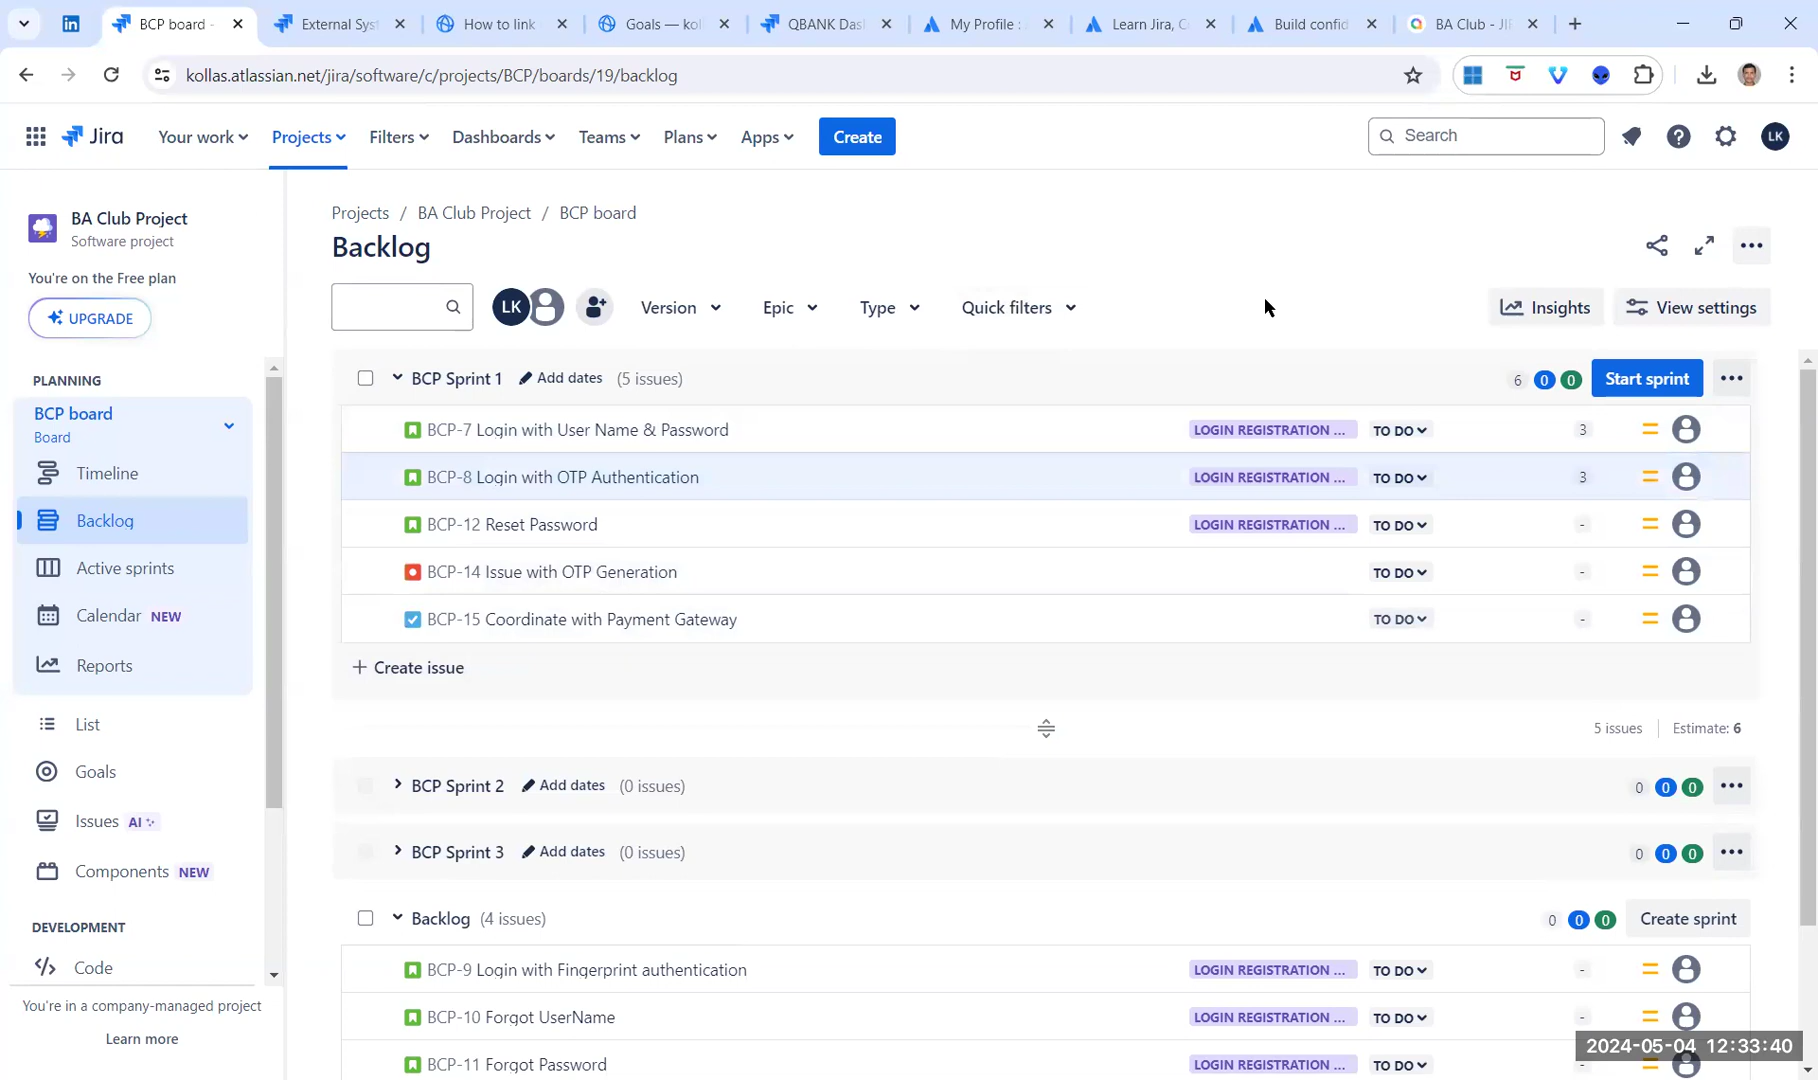 BCP board -
External Sys
How to link
Goals — kol
QBANK Das
My Profile :
Learn Jira, C
Build confid
BA Club - JI
kollas.atlassian.net/jira/software/c/projects/BCP/boards/19/backlog
Jira
Your work
Projects
Filters
Dashboards
Teams
Plans
Apps
Create
Search
LK
BA Club Project
Software project
You're on the Free plan
UPGRADE
PLANNING
BCP board
Board
Timeline
Backlog
Active sprints
Calendar NEW
Reports
List
Goals
Issues AI
Components NEW
DEVELOPMENT
Code
You're in a company-managed project
Learn more
Projects / BA Club Project / BCP board
Backlog
LK
Version
Epic
Type
Quick filters
Insights
View settings
BCP Sprint 1 Add dates (5 issues) 6 0 0 Start sprint
BCP-7 Login with User Name & Password LOGIN REGISTRATION ... TO DO 3
BCP-8 Login with OTP Authentication LOGIN REGISTRATION ... TO DO 3
BCP-12 Reset Password LOGIN REGISTRATION ... TO DO -
BCP-14 Issue with OTP Generation TO DO -
BCP-15 Coordinate with Payment Gateway TO DO -
+ Create issue
5 issues Estimate: 6
BCP Sprint 2 Add dates (0 issues) 0 0 0
BCP Sprint 3 Add dates (0 issues) 0 0 0
Backlog (4 issues) 0 0 0 Create sprint
BCP-9 Login with Fingerprint authentication LOGIN REGISTRATION ... TO DO -
BCP-10 Forgot UserName LOGIN REGISTRATION ... TO DO -
BCP-11 Forgot Password LOGIN REGISTRATION ... TO DO
2024-05-04 12:33:40